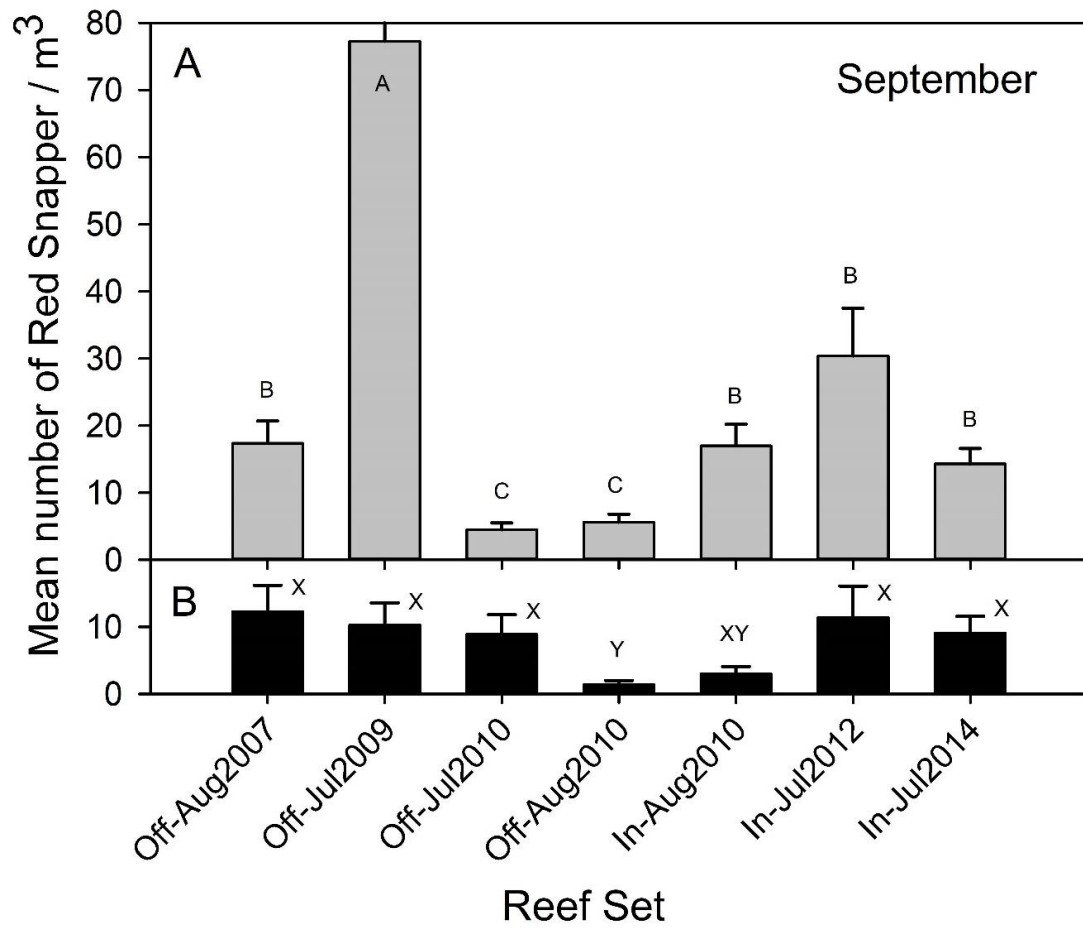 Mean number of Red Snapper / m³
A
September
80
70
60
50
40
30
20
10
0
B
A
C
C
B
B
B
B
10
0
X
X
X
Y
XY
X
X
Off-Aug2007
Off-Jul2009
Off-Jul2010
Off-Aug2010
In-Aug2010
In-Jul2012
In-Jul2014
Reef Set